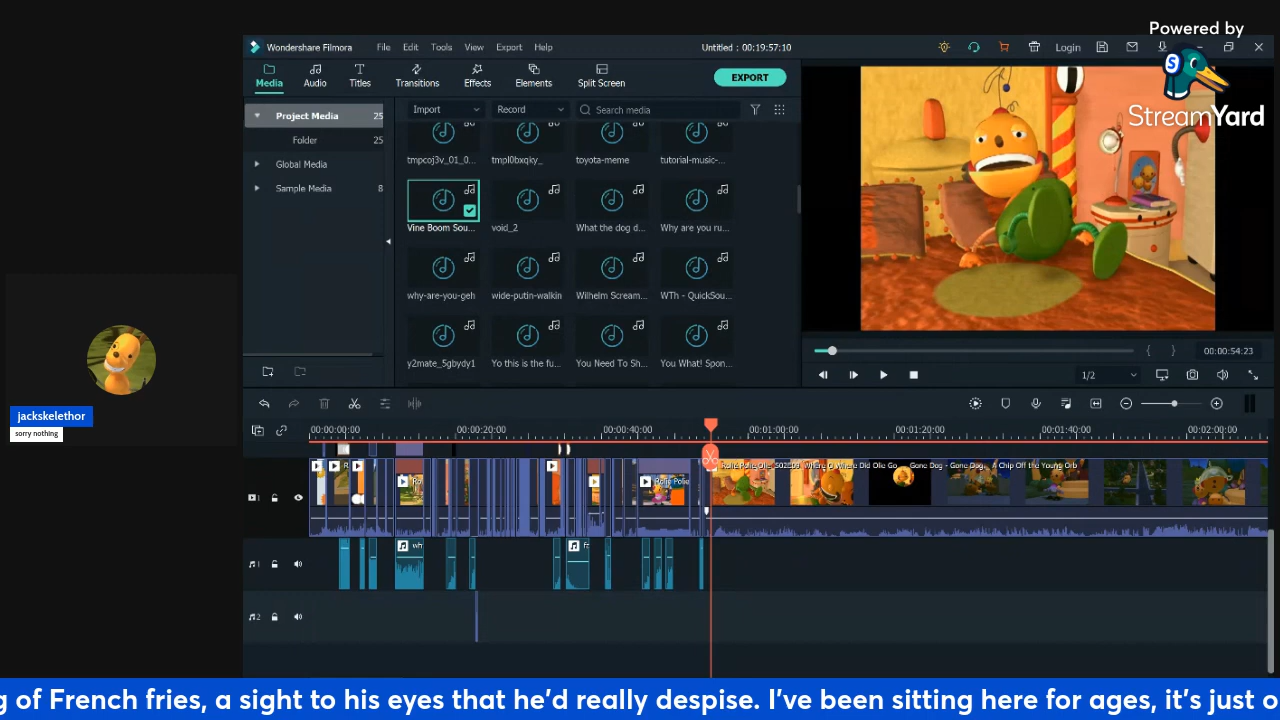 Powered by
StreamYard
Wondershare Filmora
File Edit Tools View Export Help
Untitled : 00:19:57:10
Login
Media Audio Titles Transitions Effects Elements Split Screen
EXPORT
Project Media 25
Folder 25
Global Media
Sample Media 8
Import Record Search media
tmpcoj3v_01_0... tmpl0bxqky_ toyota-meme tutorial-music-...
Vine Boom Sou... void_2 What the dog d... Why are you ru...
why-are-you-geh wide-putin-walkin Wilhelm Scream... WTh - QuickSou...
y2mate_5gbydy1 Yo this is the fu... You Need To Sh... You What! Spon...
00:00:54:23
1/2
00:00:00:00 00:00:20:00 00:00:40:00 00:01:00:00 00:01:20:00 00:01:40:00 00:02:00:00
Rolie Polie
Gone Dog - Gone Dog, A Chip Off the Young Orb
1
wh
1
2
jackskelethor
sorry nothing
g of French fries, a sight to his eyes that he'd really despise. I've been sitting here for ages, it's just o